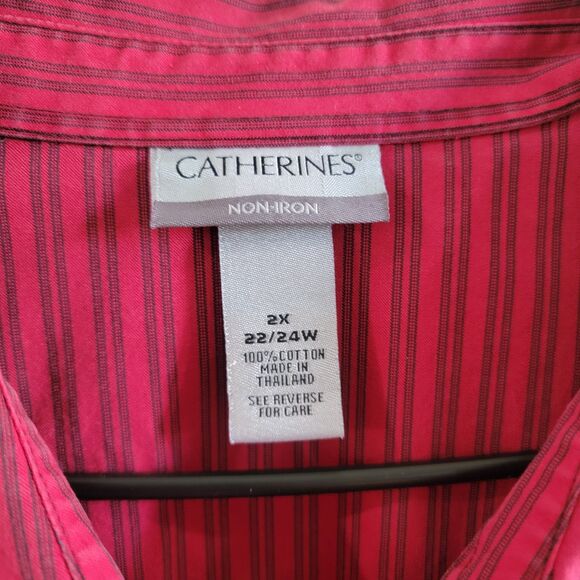 CATHERINES®
NON-IRON
2X
22/24W
100% COTTON
MADE IN
THAILAND
SEE REVERSE
FOR CARE